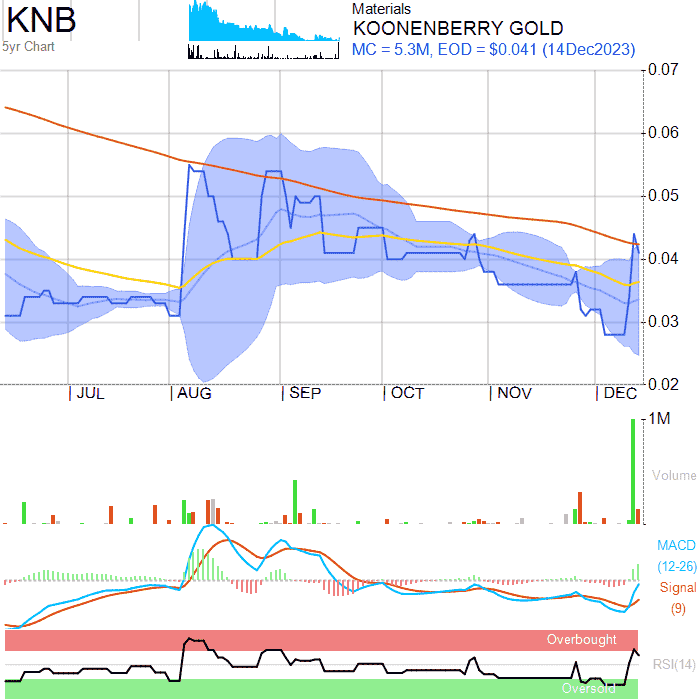 KNB
5yr Chart
Materials
KOONENBERRY GOLD
MC = 5.3M, EOD = $0.041 (14Dec2023)
0.07
0.06
0.05
0.04
0.03
0.02
JUL AUG SEP OCT NOV DEC
1M
Volume
MACD
(12-26)
Signal
(9)
Overbought
RSI(14)
Oversold